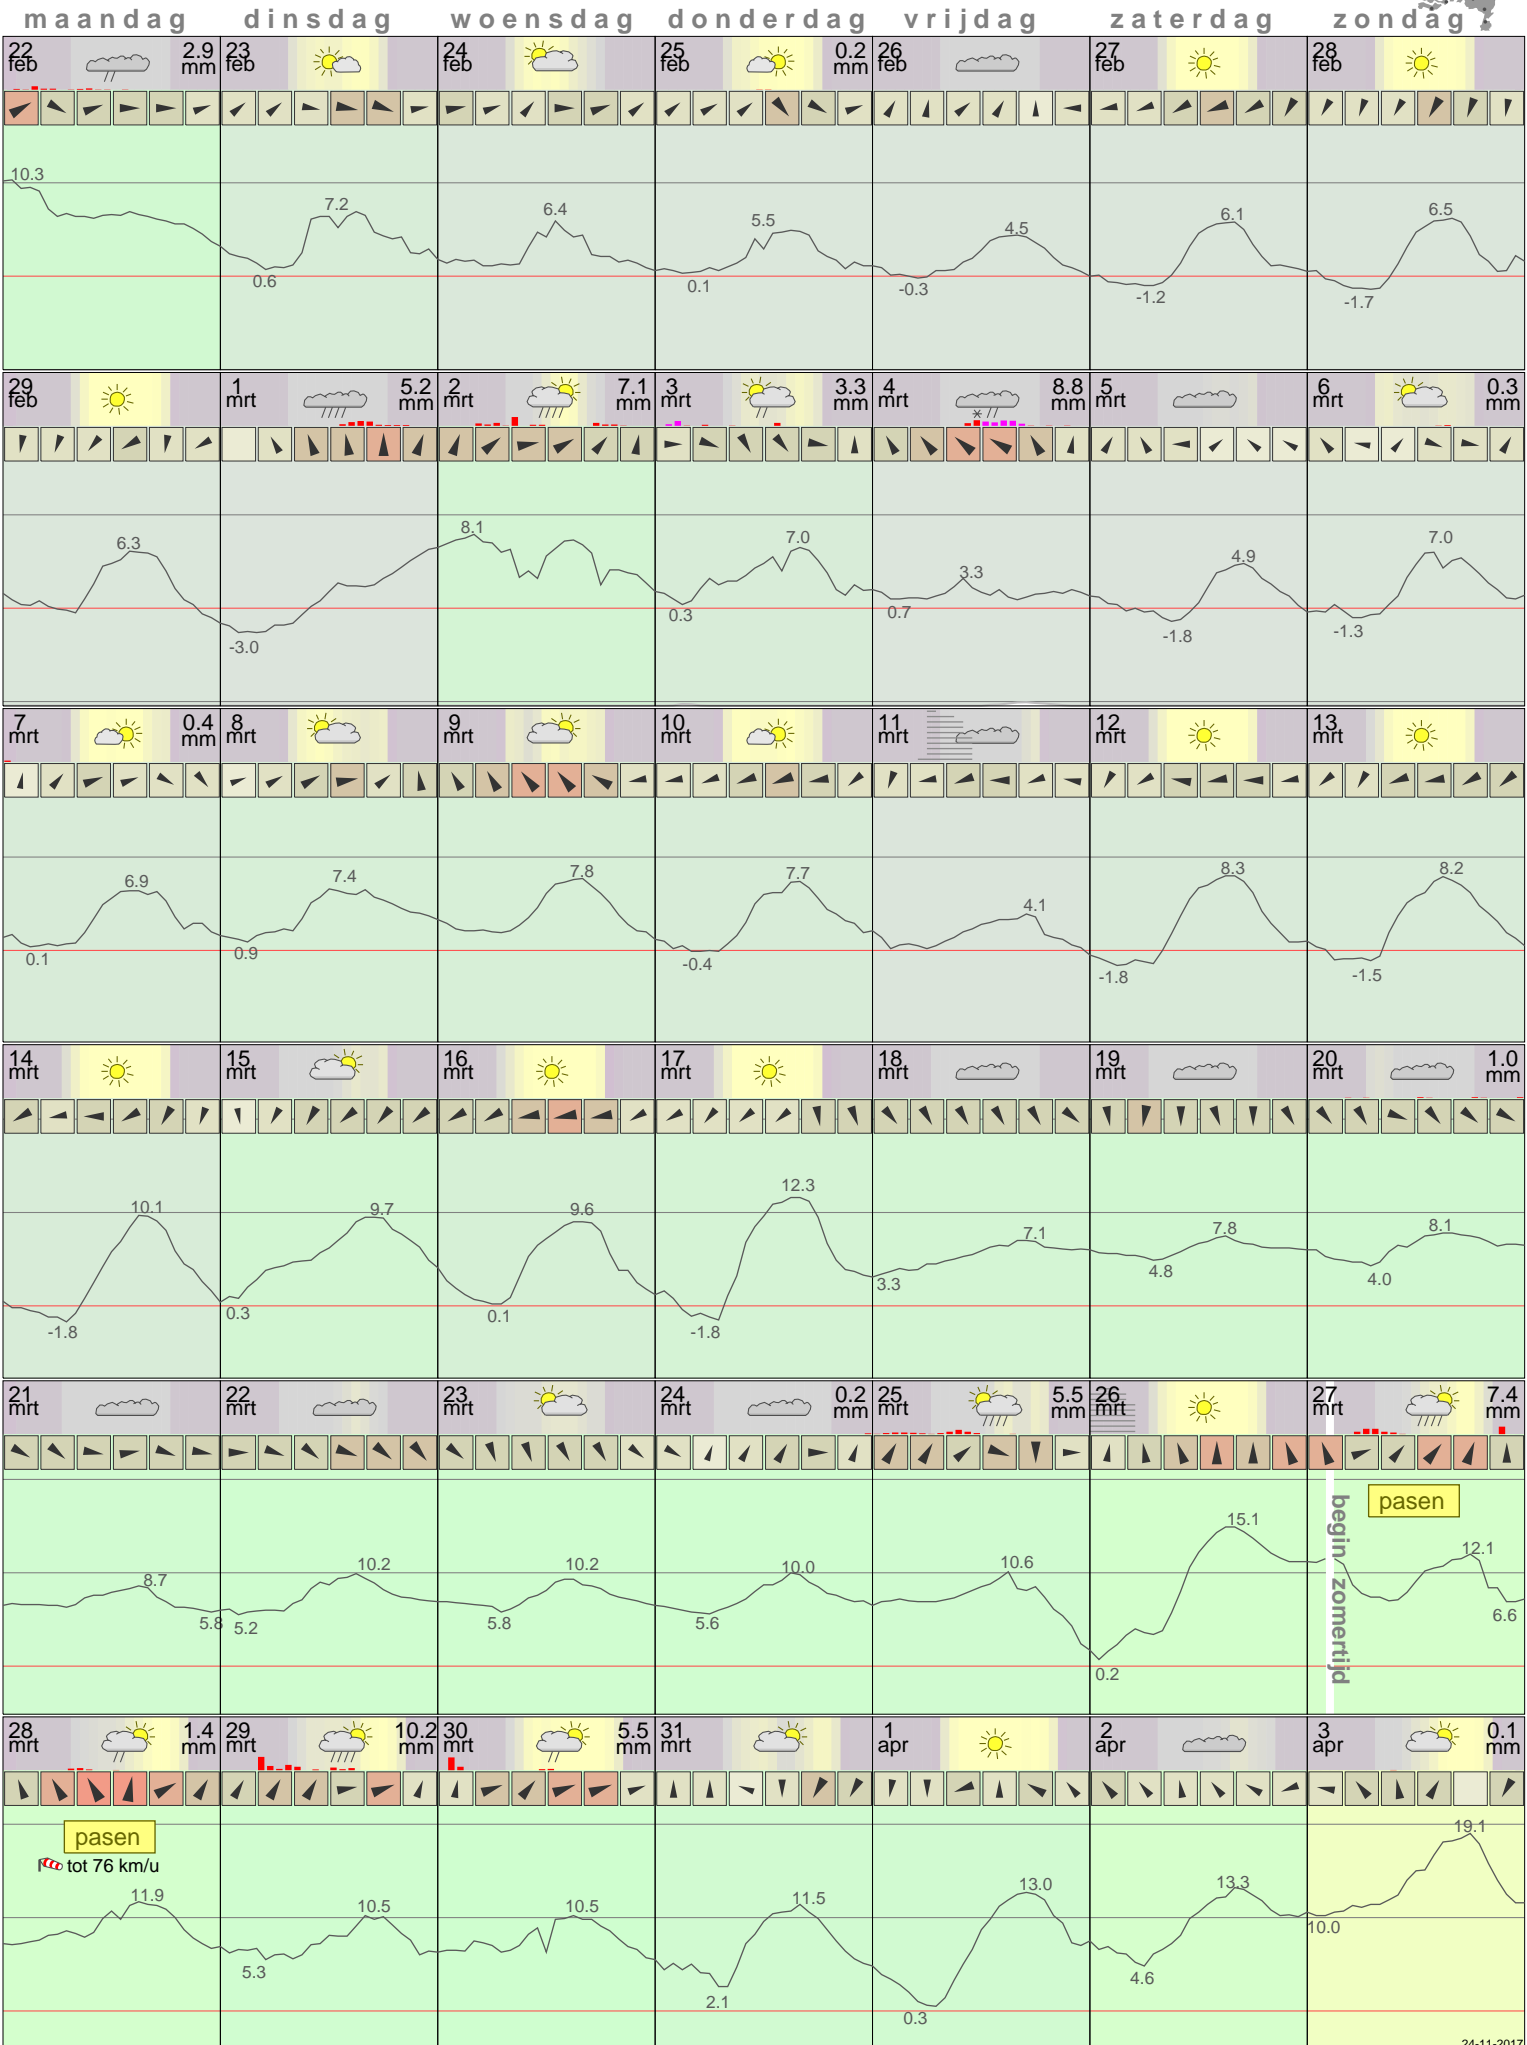 maandag dinsdag woensdag donderdag vrijdag zaterdag zondag
22 feb 2.9 mm 23 feb 24 feb 25 feb 0.2 mm 26 feb 27 feb 28 feb
10.3 7.2 0.6 6.4 5.5 0.1 4.5 -0.3 6.1 -1.2 6.5 -1.7
29 feb 1 mrt 5.2 mm 2 mrt 7.1 mm 3 mrt 3.3 mm 4 mrt 8.8 mm 5 mrt 6 mrt 0.3 mm
6.3 -3.0 8.1 7.0 0.3 3.3 0.7 4.9 -1.8 7.0 -1.3
7 mrt 0.4 mm 8 mrt 9 mrt 10 mrt 11 mrt 12 mrt 13 mrt
6.9 0.1 7.4 0.9 7.8 7.7 -0.4 4.1 8.3 -1.8 8.2 -1.5
14 mrt 15 mrt 16 mrt 17 mrt 18 mrt 19 mrt 20 mrt 1.0 mm
10.1 -1.8 9.7 0.3 9.6 0.1 12.3 -1.8 7.1 3.3 7.8 4.8 8.1 4.0
21 mrt 22 mrt 23 mrt 24 mrt 0.2 mm 25 mrt 5.5 mm 26 mrt 27 mrt 7.4 mm
pasen
begin zomertijd
8.7 5.8 10.2 5.2 10.2 5.8 10.0 5.6 10.6 15.1 0.2 12.1 6.6
28 mrt 1.4 mm 29 mrt 10.2 mm 30 mrt 5.5 mm 31 mrt 1 apr 2 apr 3 apr 0.1 mm
pasen
tot 76 km/u
11.9 10.5 5.3 10.5 11.5 2.1 13.0 0.3 13.3 4.6 19.1 10.0
24-11-2017